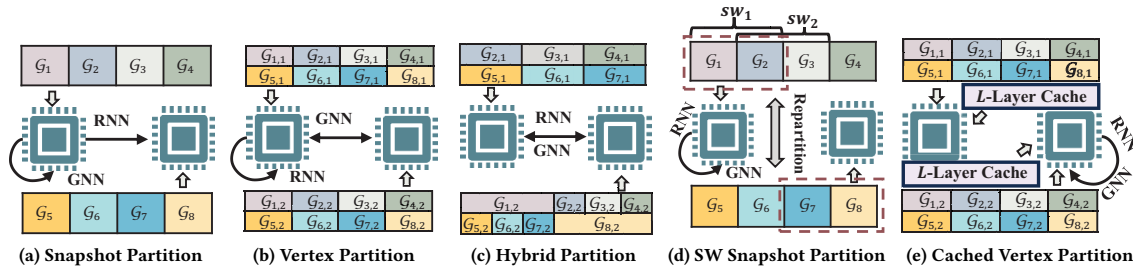 𝒢1 𝒢2 𝒢3 𝒢4
RNN
GNN
𝒢5 𝒢6 𝒢7 𝒢8
(a) Snapshot Partition
𝒢1,1 𝒢2,1 𝒢3,1 𝒢4,1
𝒢5,1 𝒢6,1 𝒢7,1 𝒢8,1
GNN
RNN
𝒢1,2 𝒢2,2 𝒢3,2 𝒢4,2
𝒢5,2 𝒢6,2 𝒢7,2 𝒢8,2
(b) Vertex Partition
𝒢2,1 𝒢3,1 𝒢4,1
𝒢5,1 𝒢6,1 𝒢7,1
RNN
GNN
𝒢1,2 𝒢2,2 𝒢3,2 𝒢4,2
𝒢5,2 𝒢6,2 𝒢7,2 𝒢8,2
(c) Hybrid Partition
sw1
sw2
𝒢1 𝒢2 𝒢3 𝒢4
RNN
GNN
Repartition
𝒢5 𝒢6 𝒢7 𝒢8
(d) SW Snapshot Partition
𝒢1,1 𝒢2,1 𝒢3,1 𝒢4,1
𝒢5,1 𝒢6,1 𝒢7,1 𝒢8,1
L-Layer Cache
RNN
GNN
L-Layer Cache
𝒢1,2 𝒢2,2 𝒢3,2 𝒢4,2
𝒢5,2 𝒢6,2 𝒢7,2 𝒢8,2
(e) Cached Vertex Partition